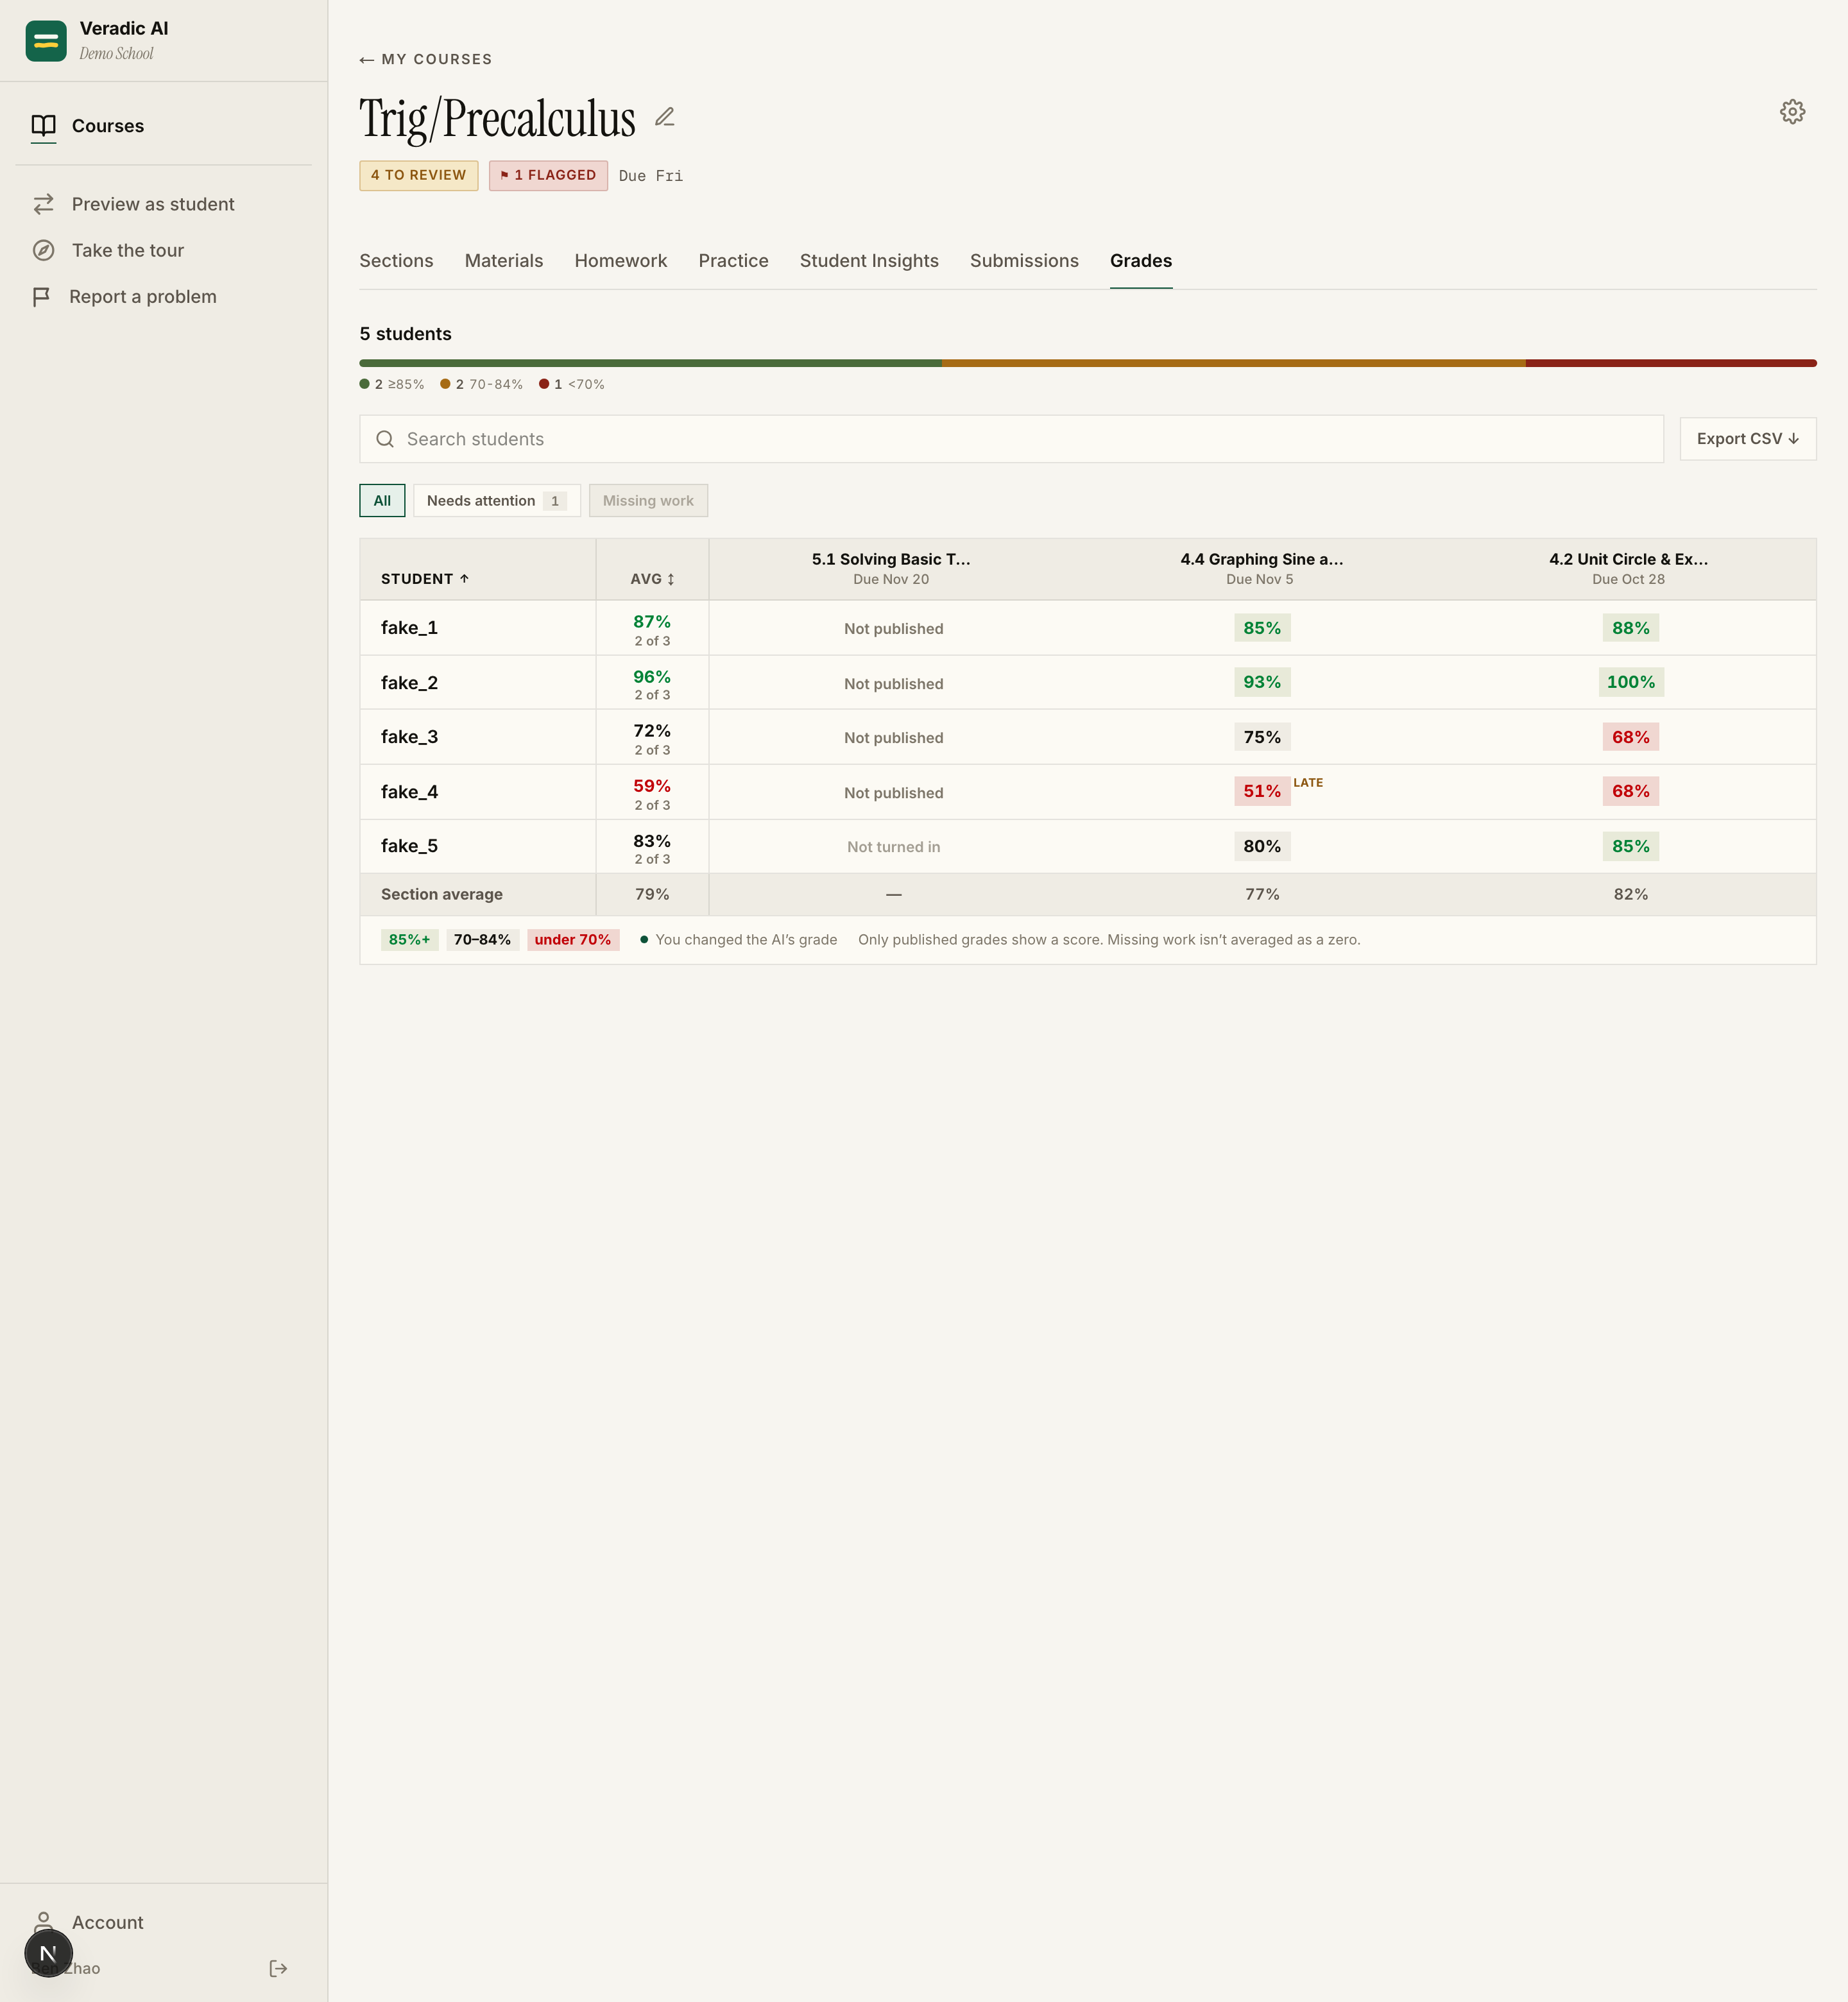 Veradic AI
Demo School
Courses
Preview as student
Take the tour
Report a problem
← MY COURSES
Trig/Precalculus
4 TO REVIEW 1 FLAGGED Due Fri
Sections Materials Homework Practice Student Insights Submissions Grades
5 students
2 ≥85% 2 70-84% 1 <70%
Search students Export CSV ↓
All Needs attention 1 Missing work
5.1 Solving Basic T... 4.4 Graphing Sine a... 4.2 Unit Circle & Ex...
STUDENT ↑ AVG ↕ Due Nov 20 Due Nov 5 Due Oct 28
fake_1 87% Not published 85% 88%
2 of 3
fake_2 96% Not published 93% 100%
2 of 3
fake_3 72% Not published 75% 68%
2 of 3
fake_4 59% Not published 51% LATE 68%
2 of 3
fake_5 83% Not turned in 80% 85%
2 of 3
Section average 79% — 77% 82%
85%+ 70–84% under 70% You changed the AI’s grade Only published grades show a score. Missing work isn’t averaged as a zero.
Account
N
Zhao